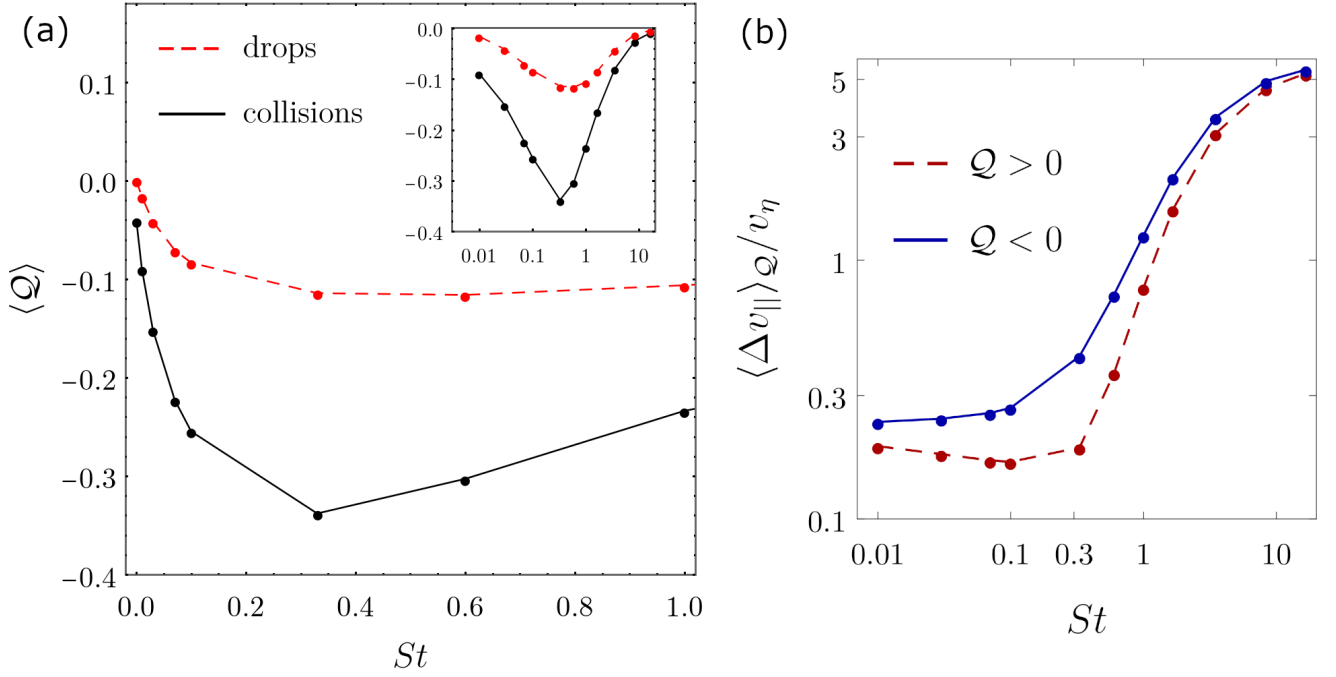 (a)
drops
collisions
0.1
0.0
−0.1
−0.2
−0.3
−0.4
⟨𝒬⟩
0.0 0.2 0.4 0.6 0.8 1.0
St
0.0
−0.1
−0.2
−0.3
−0.4
0.01 0.1 1 10
(b)
𝒬 > 0
𝒬 < 0
5
3
1
0.3
0.1
⟨Δv||⟩𝒬/vη
0.01 0.1 0.3 1 10
St